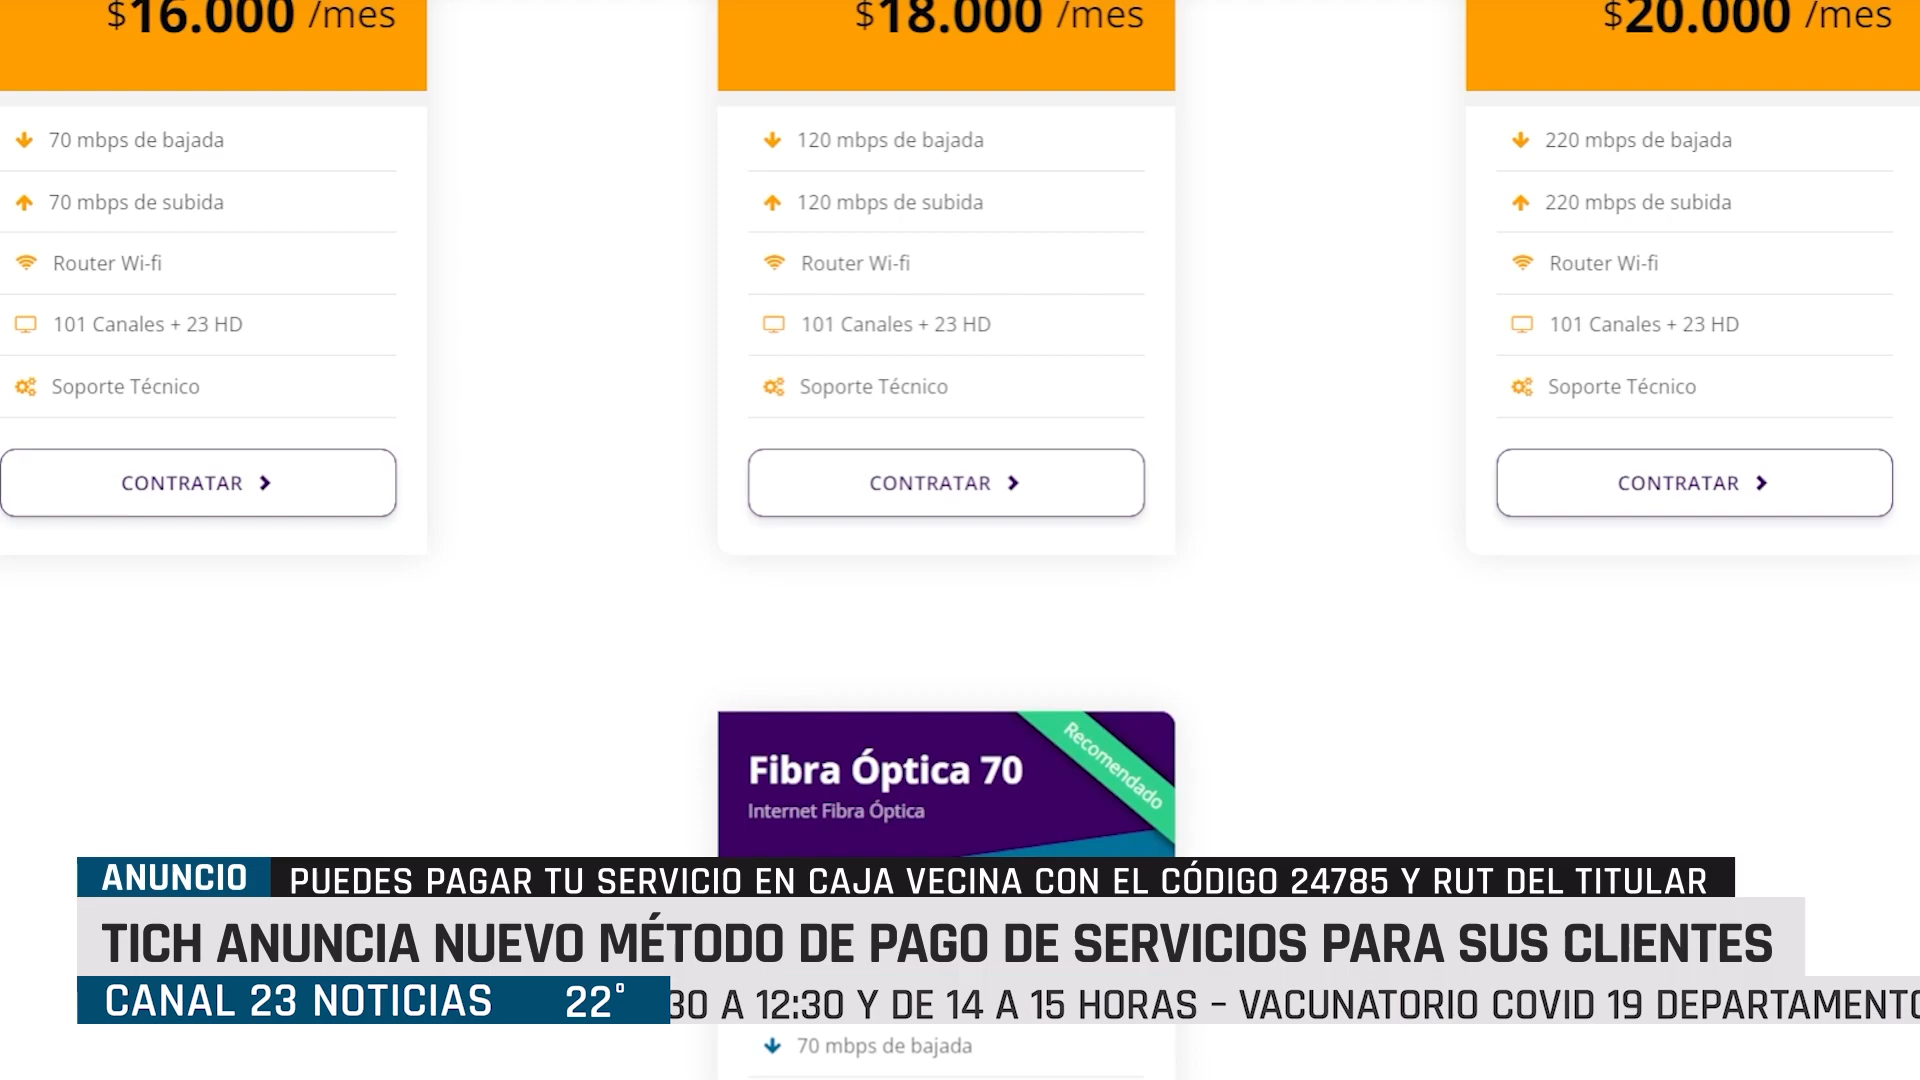 $16.000 /mes
70 mbps de bajada
70 mbps de subida
Router Wi-fi
101 Canales + 23 HD
Soporte Técnico
CONTRATAR
$18.000 /mes
120 mbps de bajada
120 mbps de subida
Router Wi-fi
101 Canales + 23 HD
Soporte Técnico
CONTRATAR
$20.000 /mes
220 mbps de bajada
220 mbps de subida
Router Wi-fi
101 Canales + 23 HD
Soporte Técnico
CONTRATAR
Recomendado
Fibra Óptica 70
Internet Fibra Óptica
ANUNCIO PUEDES PAGAR TU SERVICIO EN CAJA VECINA CON EL CÓDIGO 24785 Y RUT DEL TITULAR
TICH ANUNCIA NUEVO MÉTODO DE PAGO DE SERVICIOS PARA SUS CLIENTES
CANAL 23 NOTICIAS 22° 30 A 12:30 Y DE 14 A 15 HORAS – VACUNATORIO COVID 19 DEPARTAMENTO
70 mbps de bajada